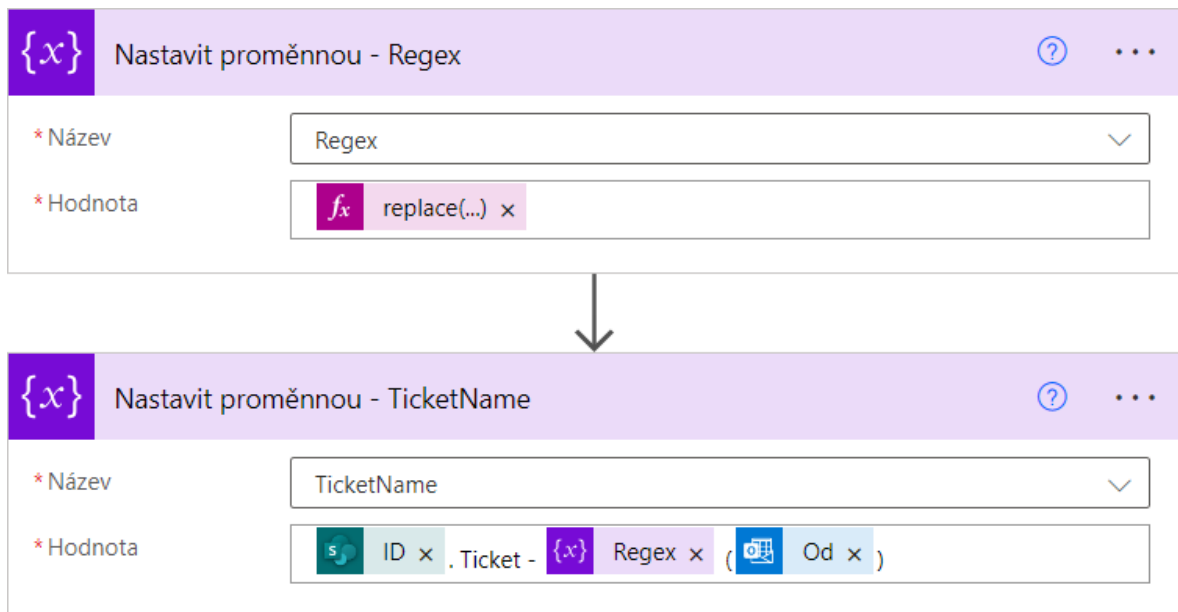 {x} Nastavit proměnnou - Regex ? ...
* Název Regex
* Hodnota fx replace(...) ×
{x} Nastavit proměnnou - TicketName ? ...
* Název TicketName
* Hodnota S ID × . Ticket - {x} Regex × ( Od × )